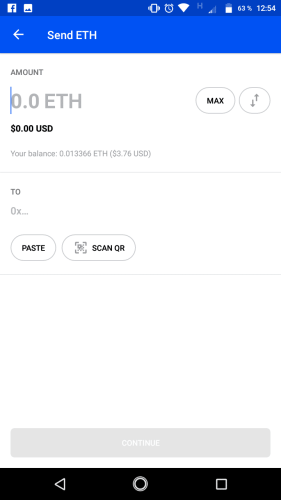 H 63 % 12:54
Send ETH
AMOUNT
0.0 ETH
MAX
$0.00 USD
Your balance: 0.013366 ETH ($3.76 USD)
TO
0x...
PASTE
SCAN QR
CONTINUE